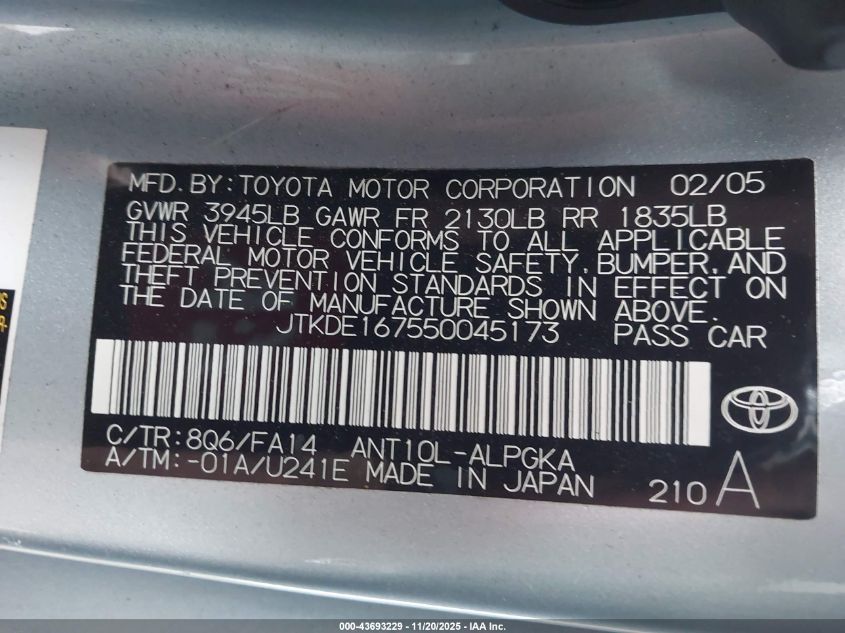 MFD. BY: TOYOTA MOTOR CORPORATION 02/05
GVWR 3945LB GAWR FR 2130LB RR 1835LB
THIS VEHICLE CONFORMS TO ALL APPLICABLE
FEDERAL MOTOR VEHICLE SAFETY, BUMPER, AND
THEFT PREVENTION STANDARDS IN EFFECT ON
THE DATE OF MANUFACTURE SHOWN ABOVE.
JTKDE167550045173 PASS CAR
C/TR: 8Q6/FA14 ANT10L-ALPGKA
A/TM: -01A/U241E MADE IN JAPAN
210 A
000-43693229 - 11/20/2025 - IAA Inc.